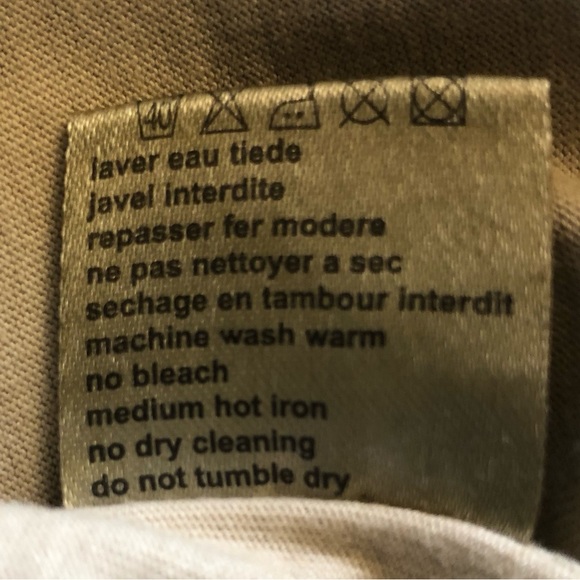 40
laver eau tiede
javel interdite
repasser fer modere
ne pas nettoyer a sec
sechage en tambour interdit
machine wash warm
no bleach
medium hot iron
no dry cleaning
do not tumble dry